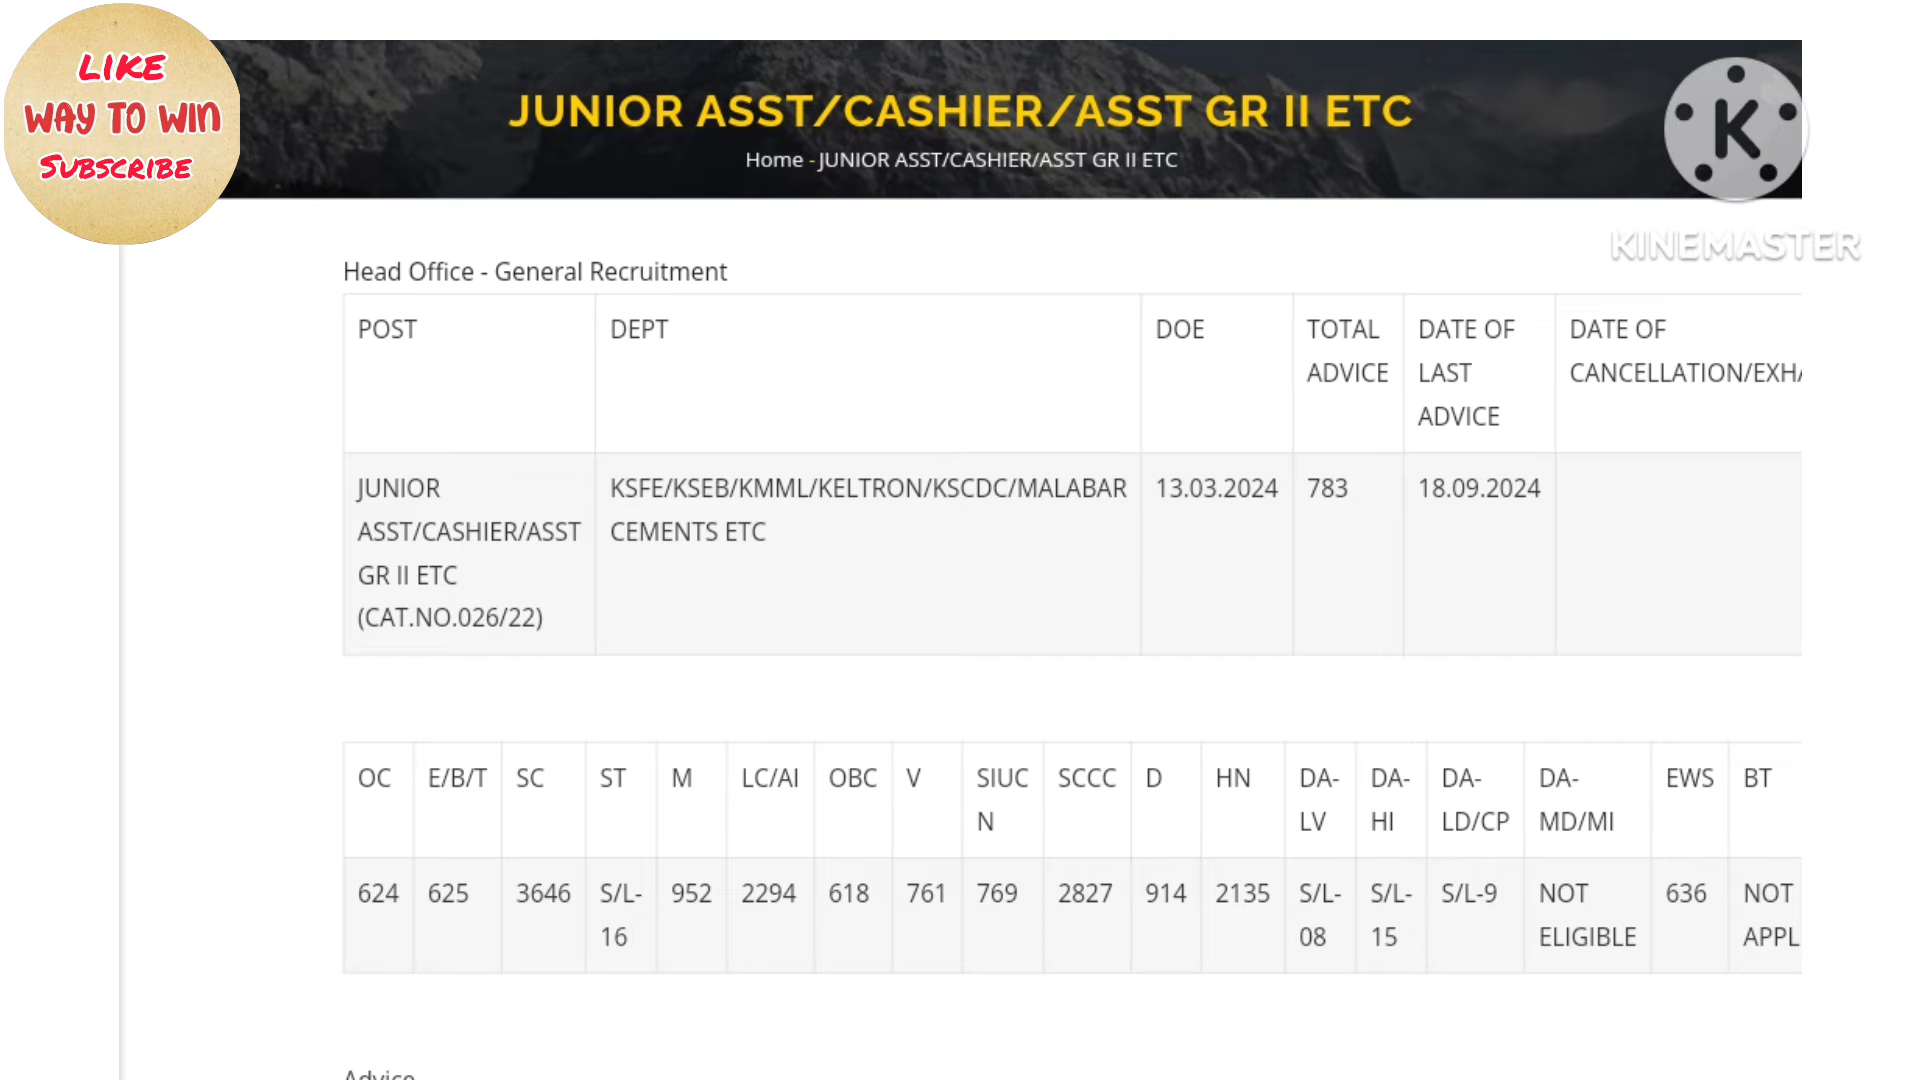 LIKE
WAY TO WIN
SUBSCRIBE
JUNIOR ASST/CASHIER/ASST GR II ETC
Home - JUNIOR ASST/CASHIER/ASST GR II ETC
K
KINEMASTER
Head Office - General Recruitment
POST DEPT DOE TOTAL DATE OF DATE OF
ADVICE LAST CANCELLATION/EXHA
ADVICE
JUNIOR KSFE/KSEB/KMML/KELTRON/KSCDC/MALABAR 13.03.2024 783 18.09.2024
ASST/CASHIER/ASST CEMENTS ETC
GR II ETC
(CAT.NO.026/22)
OC E/B/T SC ST M LC/AI OBC V SIUC SCCC D HN DA- DA- DA- DA- EWS BT
N LV HI LD/CP MD/MI
624 625 3646 S/L- 952 2294 618 761 769 2827 914 2135 S/L- S/L- S/L-9 NOT 636 NOT
16 08 15 ELIGIBLE APPL
Advice